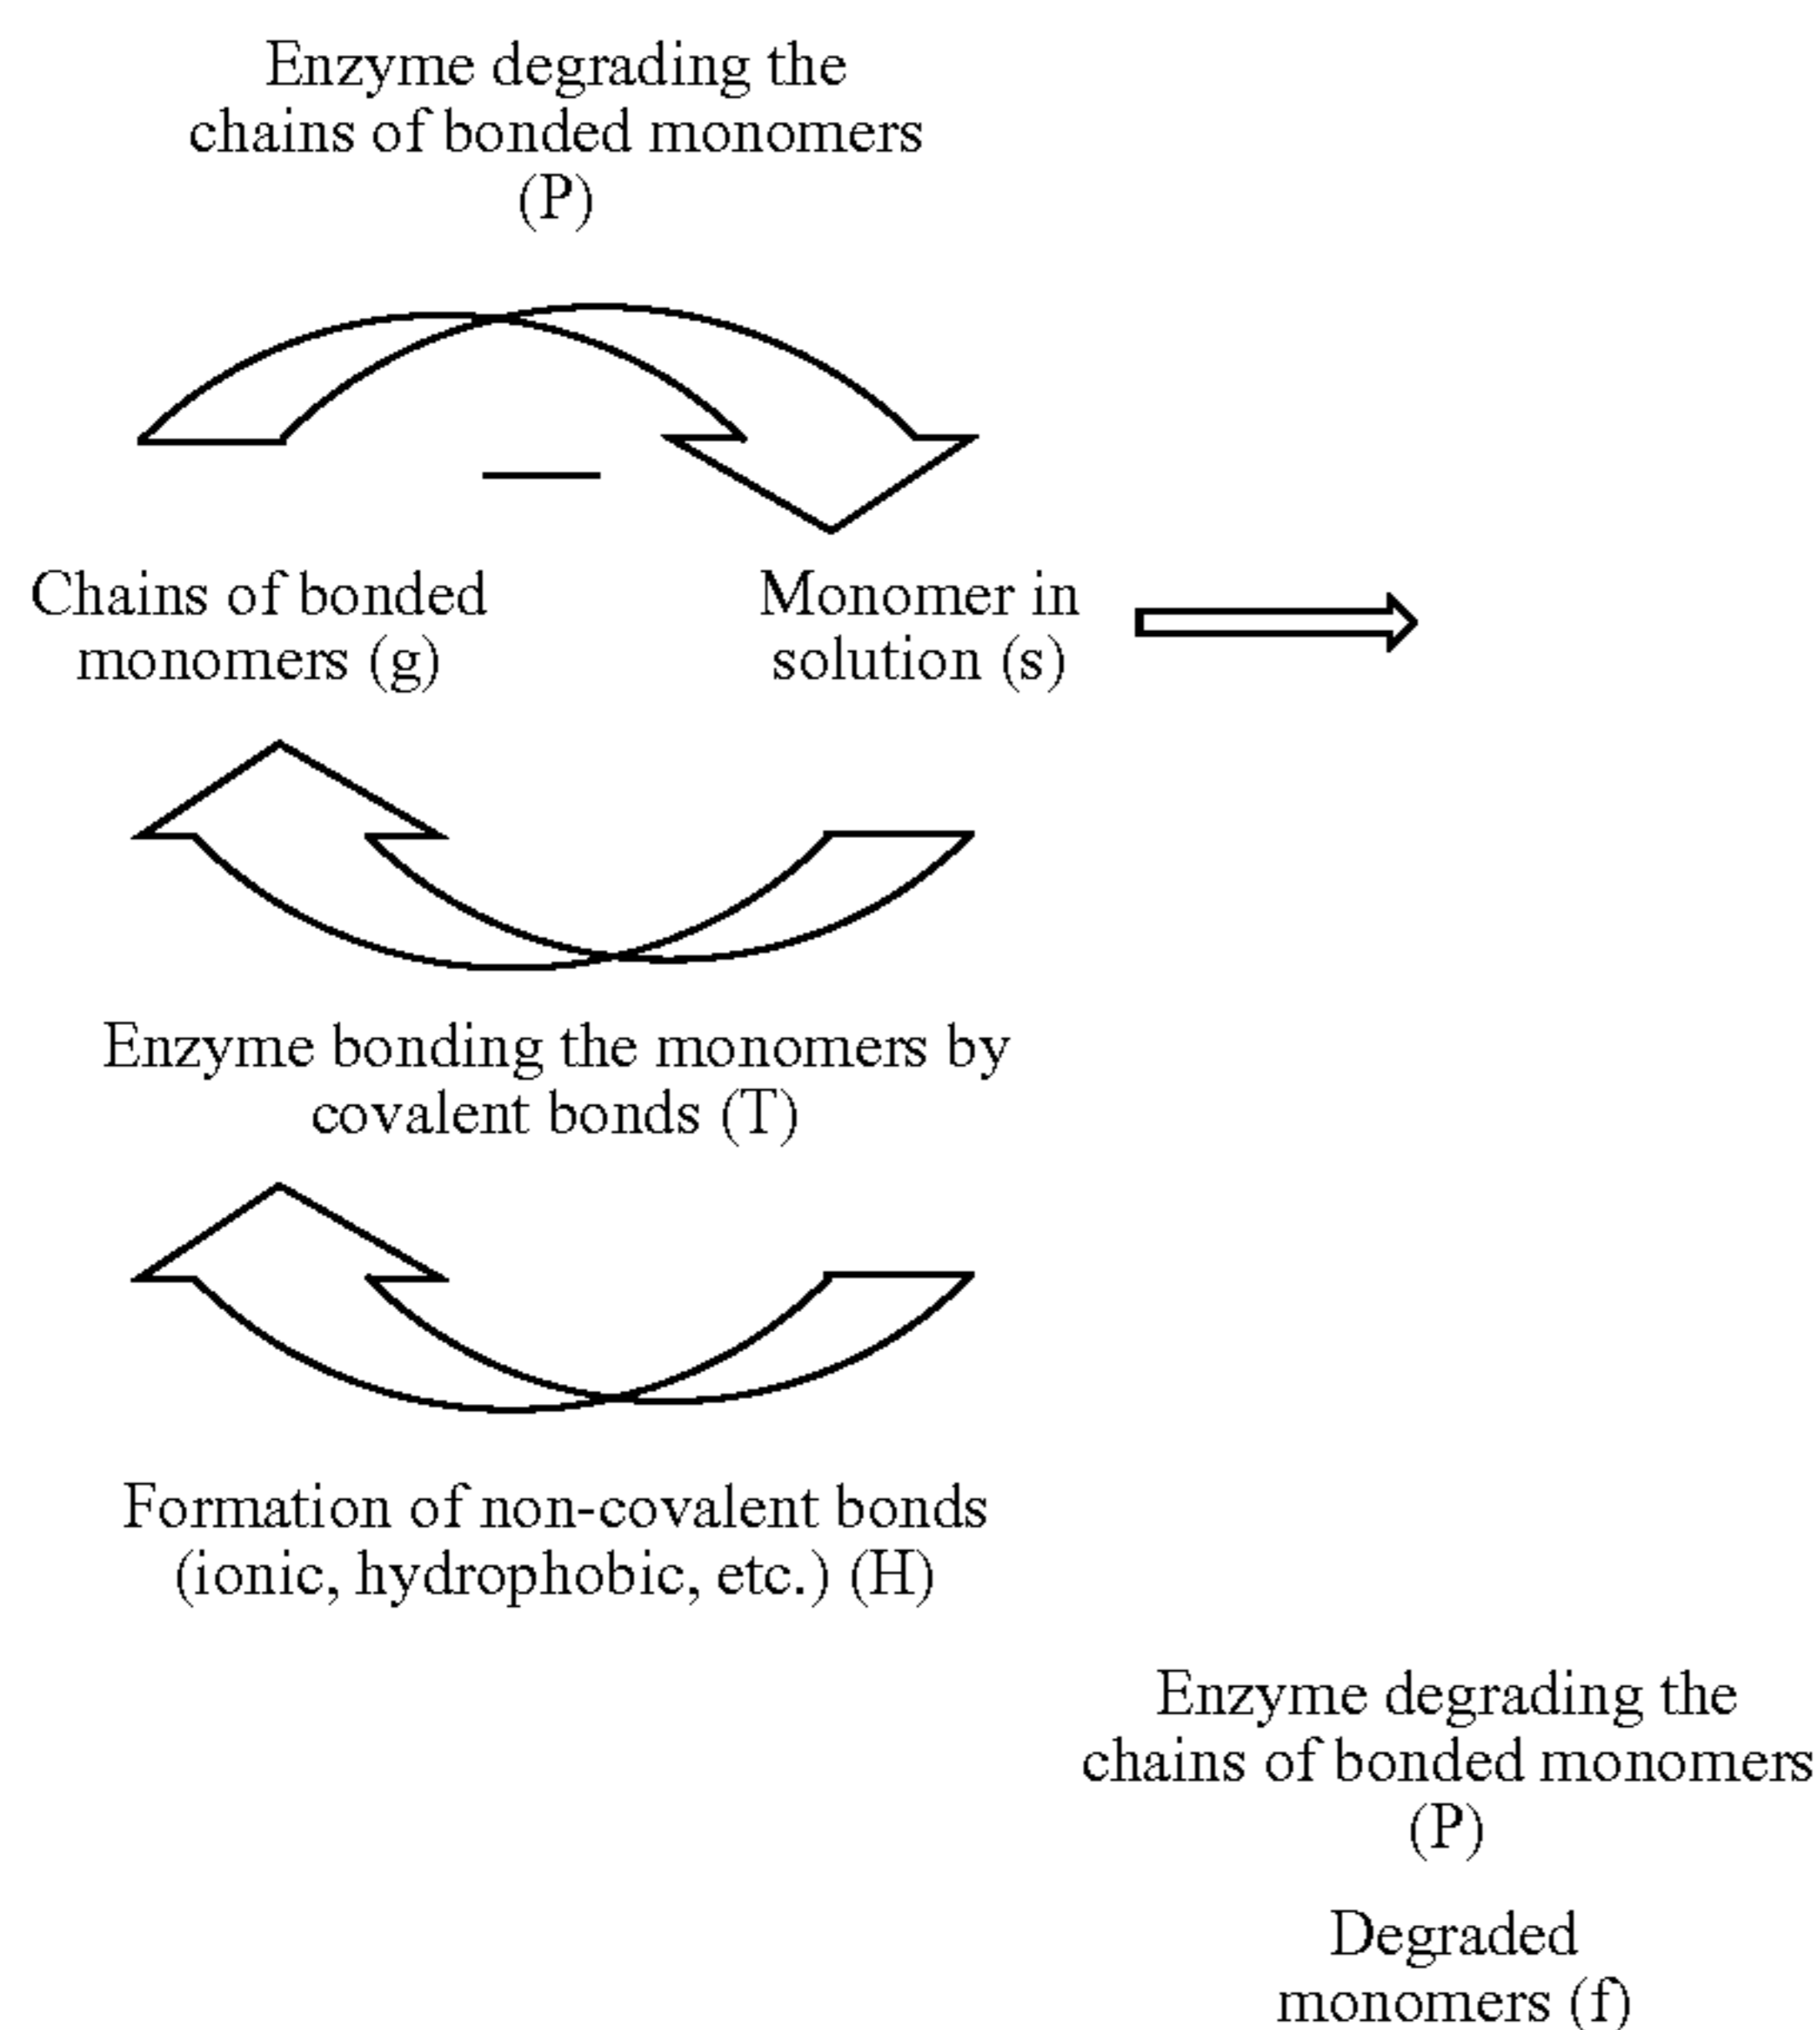 Enzyme degrading the
chains of bonded monomers
(P)
Chains of bonded
monomers (g)
Monomer in
solution (s)
Enzyme bonding the monomers by
covalent bonds (T)
Formation of non-covalent bonds
(ionic, hydrophobic, etc.) (H)
Enzyme degrading the
chains of bonded monomers
(P)
Degraded
monomers (f)